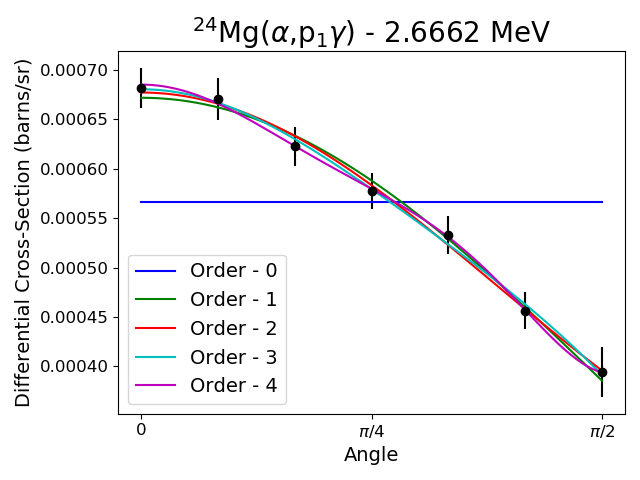 ²⁴Mg(α,p₁γ) - 2.6662 MeV
Differential Cross-Section (barns/sr)
0.00070
0.00065
0.00060
0.00055
0.00050
0.00045
0.00040
Order - 0
Order - 1
Order - 2
Order - 3
Order - 4
0 π/4 π/2
Angle